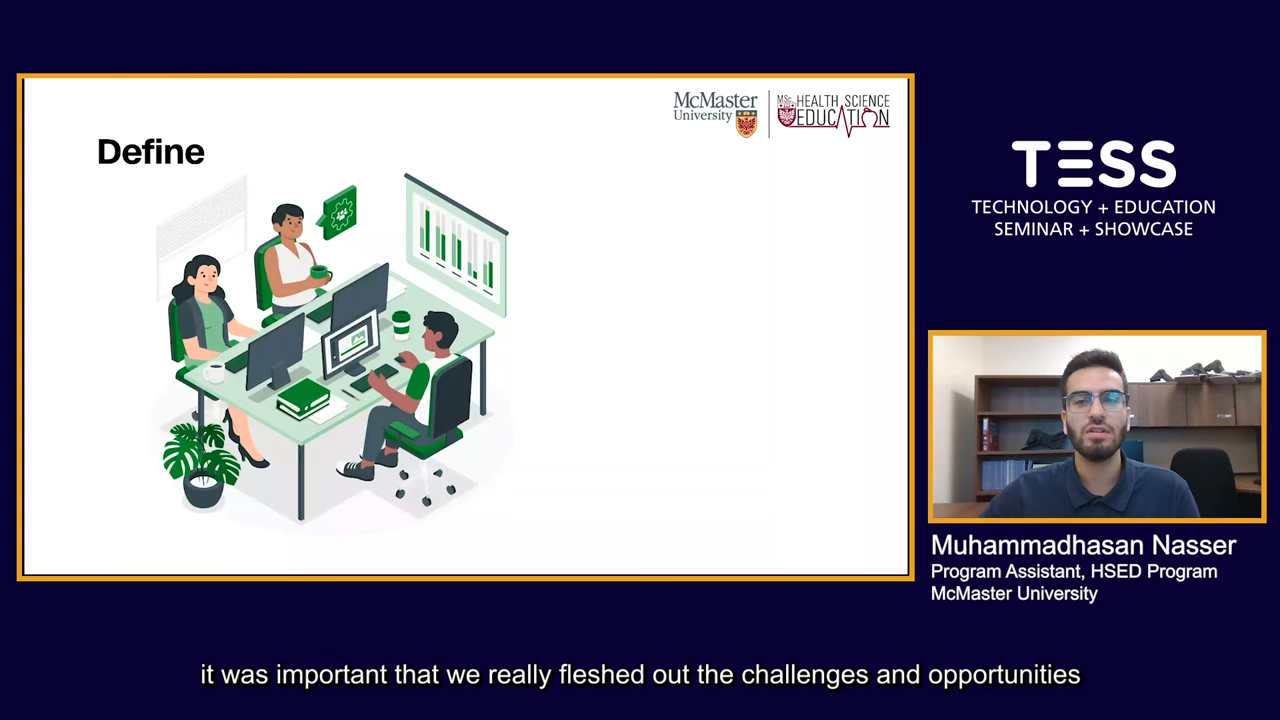 McMaster
University
MSc HEALTH SCIENCE
EDUCATION
Define
TESS
TECHNOLOGY + EDUCATION
SEMINAR + SHOWCASE
Muhammadhasan Nasser
Program Assistant, HSED Program
McMaster University
it was important that we really fleshed out the challenges and opportunities